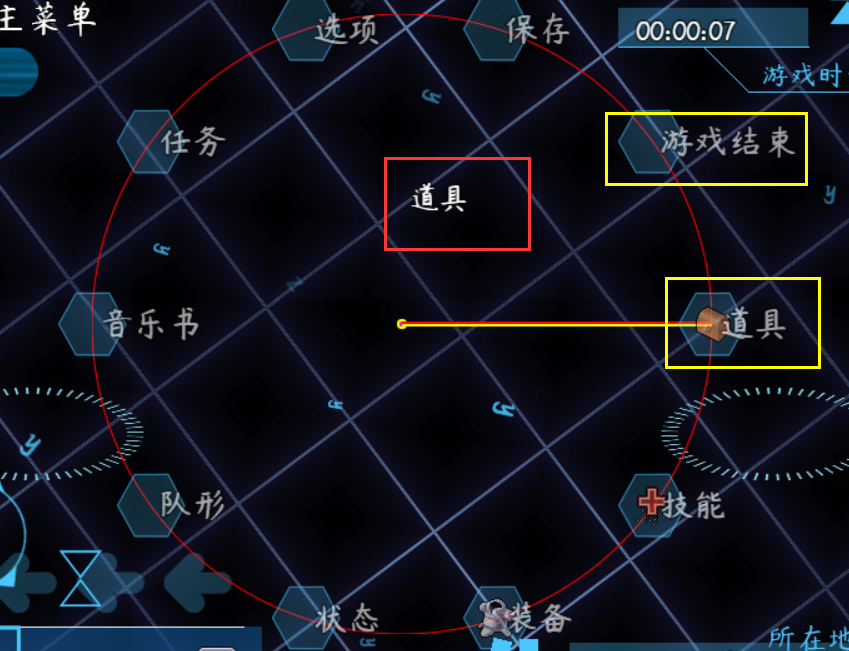 主菜单
选项
保存
00:00:07
游戏时
任务
游戏结束
道具
音乐书
道具
队形
技能
状态
装备
所在地